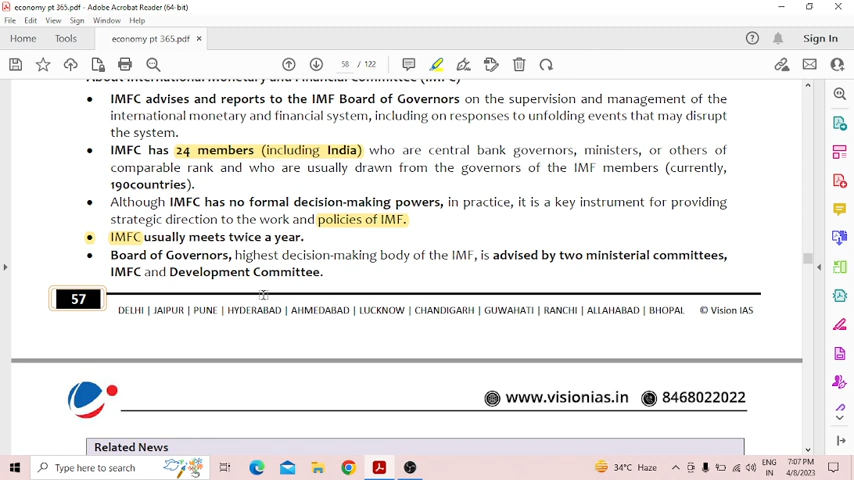 economy pt 365.pdf - Adobe Acrobat Reader (64-bit)
File Edit View Sign Window Help
Home Tools economy pt 365.pdf × Sign In
58 / 122
About International Monetary and Financial Committee (IMFC)
• IMFC advises and reports to the IMF Board of Governors on the supervision and management of the
international monetary and financial system, including on responses to unfolding events that may disrupt
the system.
• IMFC has 24 members (including India) who are central bank governors, ministers, or others of
comparable rank and who are usually drawn from the governors of the IMF members (currently,
190countries).
• Although IMFC has no formal decision-making powers, in practice, it is a key instrument for providing
strategic direction to the work and policies of IMF.
• IMFC usually meets twice a year.
• Board of Governors, highest decision-making body of the IMF, is advised by two ministerial committees,
IMFC and Development Committee.
57
DELHI | JAIPUR | PUNE | HYDERABAD | AHMEDABAD | LUCKNOW | CHANDIGARH | GUWAHATI | RANCHI | ALLAHABAD | BHOPAL © Vision IAS
www.visionias.in 8468022022
Related News
Type here to search
34°C Haze
ENG
IN
7:07 PM
4/8/2023